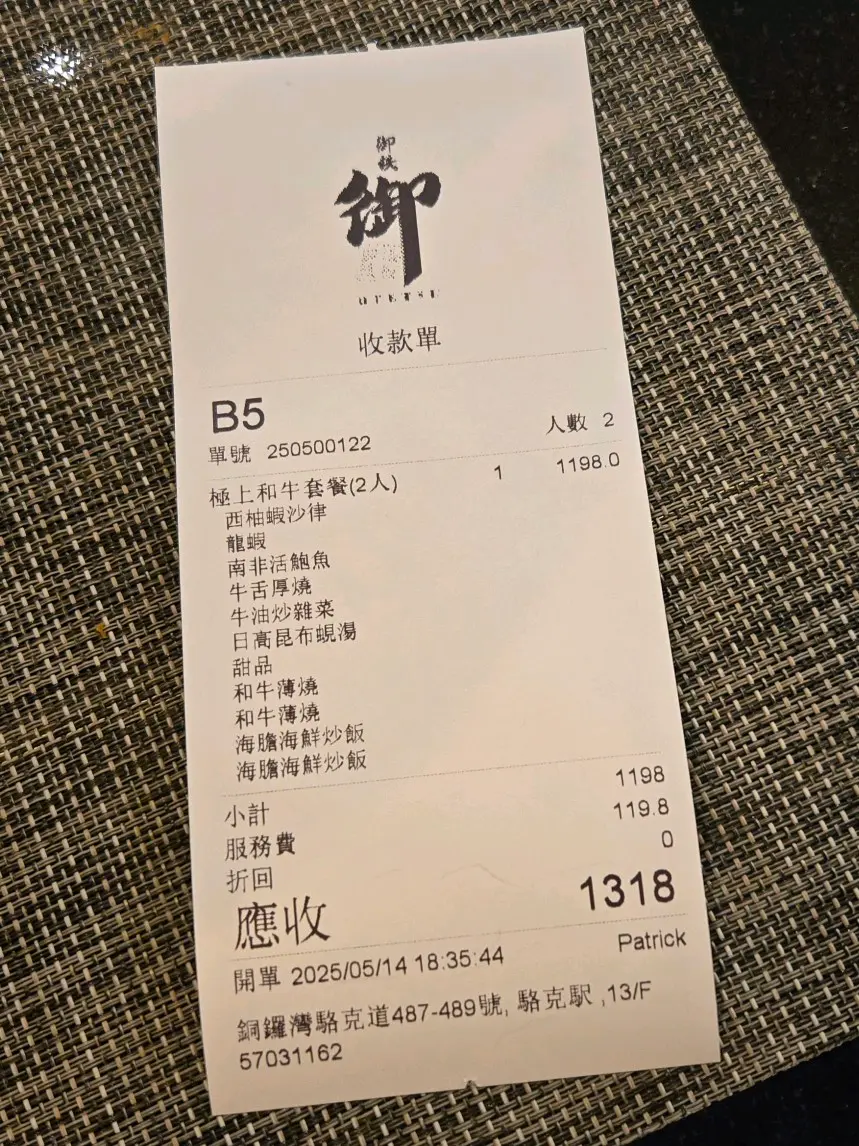 御鉄
御
收款單
B5
單號 250500122 人數 2
極上和牛套餐(2人) 1 1198.0
西柚蝦沙律
龍蝦
南非活鮑魚
牛舌厚燒
牛油炒雜菜
日高昆布蜆湯
甜品
和牛薄燒
和牛薄燒
海膽海鮮炒飯
海膽海鮮炒飯
小計 1198
服務費 119.8
折回 0
應收 1318
開單 2025/05/14 18:35:44 Patrick
銅鑼灣駱克道487-489號, 駱克駅 ,13/F
57031162